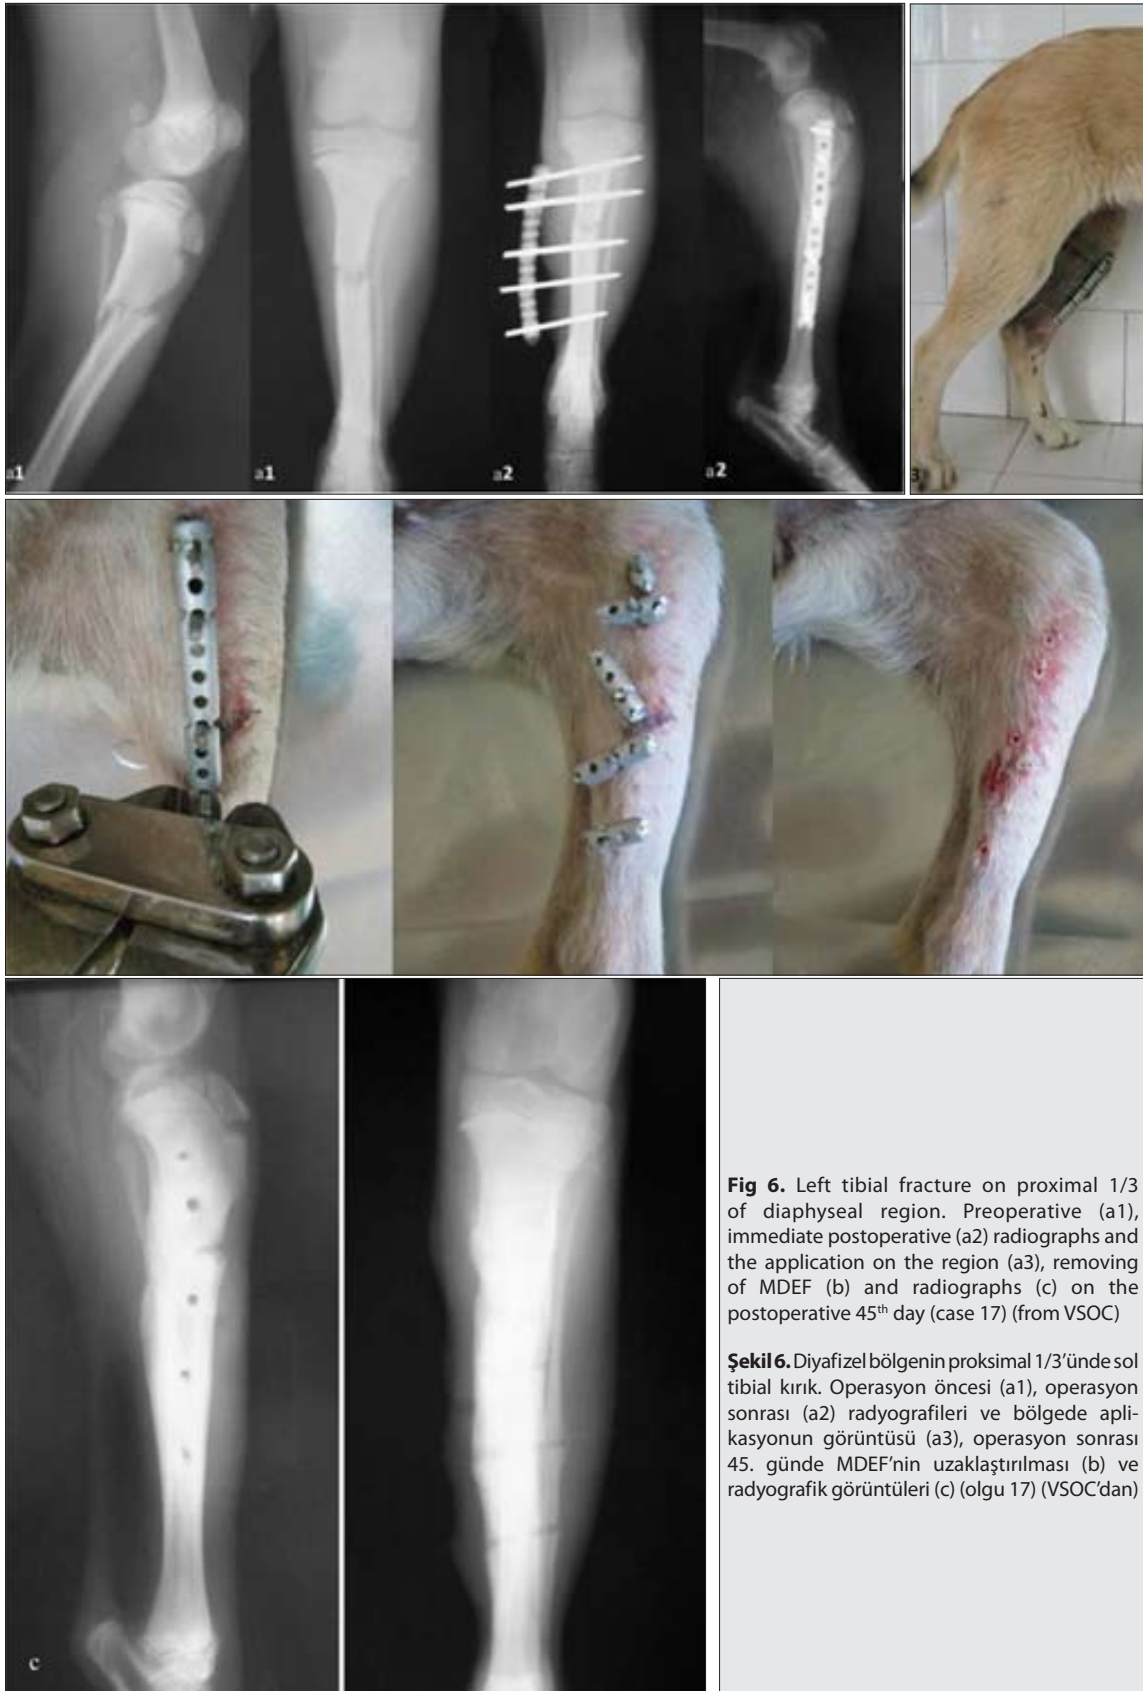 a1
a1
a2
a2
3
c
Fig 6. Left tibial fracture on proximal 1/3
of diaphyseal region. Preoperative (a1),
immediate postoperative (a2) radiographs and
the application on the region (a3), removing
of MDEF (b) and radiographs (c) on the
postoperative 45th day (case 17) (from VSOC)
Şekil 6. Diyafizel bölgenin proksimal 1/3'ünde sol
tibial kırık. Operasyon öncesi (a1), operasyon
sonrası (a2) radyografileri ve bölgede apli-
kasyonun görüntüsü (a3), operasyon sonrası
45. günde MDEF'nin uzaklaştırılması (b) ve
radyografik görüntüleri (c) (olgu 17) (VSOC'dan)